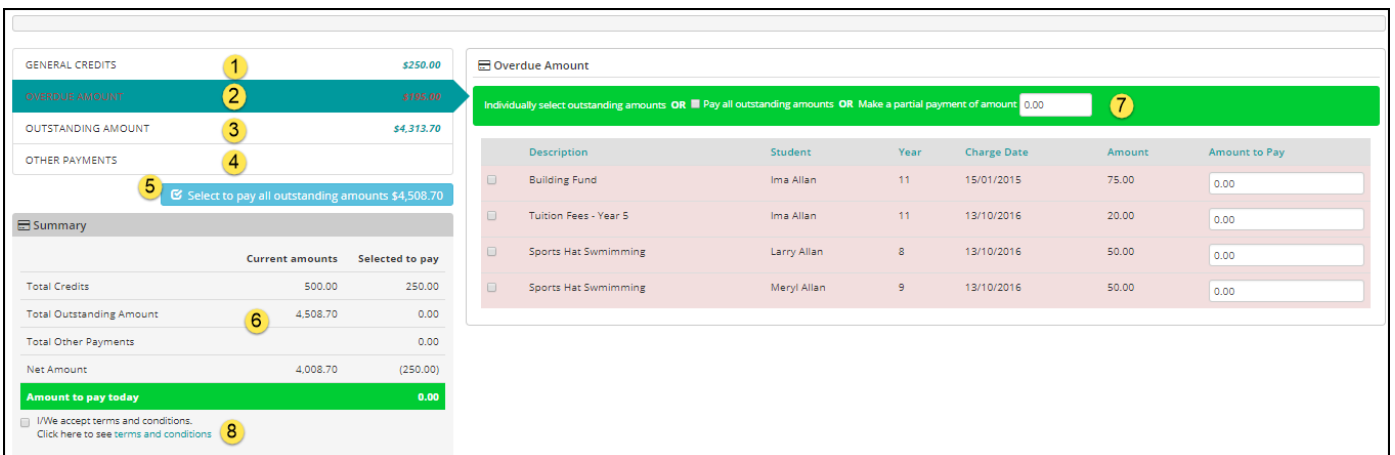 GENERAL CREDITS 1 $250.00
OVERDUE AMOUNT 2 $195.00
OUTSTANDING AMOUNT 3 $4,313.70
OTHER PAYMENTS 4
5 Select to pay all outstanding amounts $4,508.70
Summary
Current amounts Selected to pay
Total Credits 500.00 250.00
Total Outstanding Amount 6 4,508.70 0.00
Total Other Payments 0.00
Net Amount 4,008.70 (250.00)
Amount to pay today 0.00
I/We accept terms and conditions.
Click here to see terms and conditions 8
Overdue Amount
Individually select outstanding amounts OR Pay all outstanding amounts OR Make a partial payment of amount 0.00 7
Description Student Year Charge Date Amount Amount to Pay
Building Fund Ima Allan 11 15/01/2015 75.00 0.00
Tuition Fees - Year 5 Ima Allan 11 13/10/2016 20.00 0.00
Sports Hat Swmimming Larry Allan 8 13/10/2016 50.00 0.00
Sports Hat Swmimming Meryl Allan 9 13/10/2016 50.00 0.00